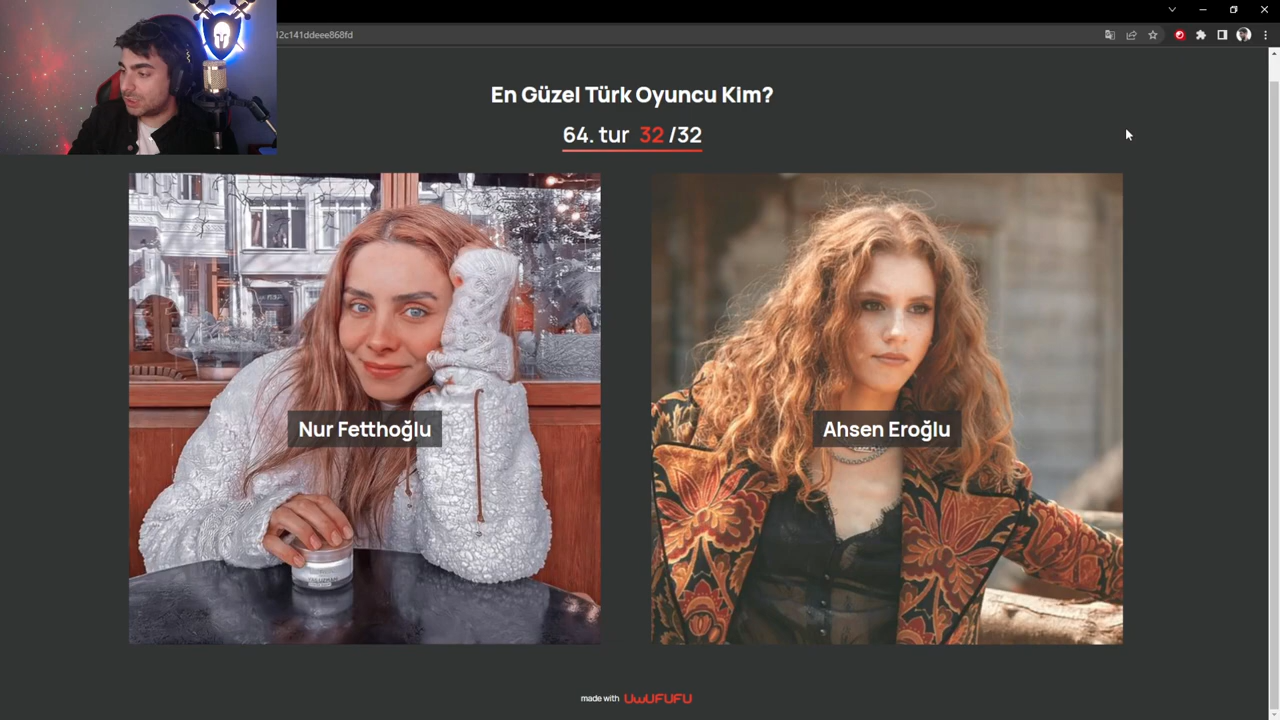 12c141ddeee868fd
En Güzel Türk Oyuncu Kim?
64. tur 32 /32
Nur Fetthoğlu
Ahsen Eroğlu
made with UwUFUFU